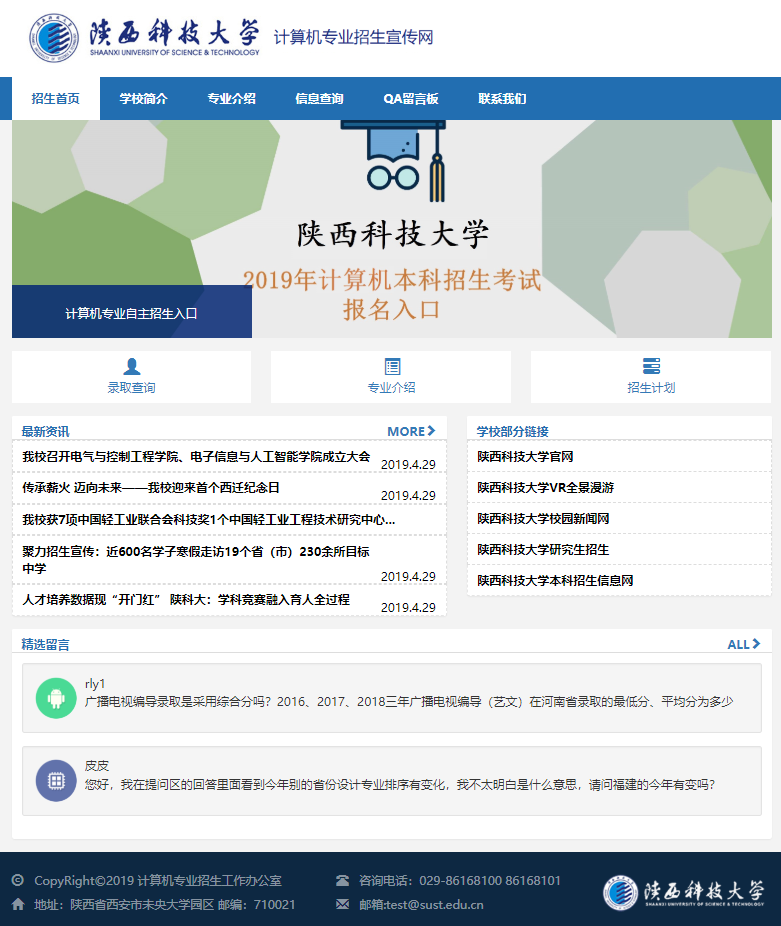 陕西科技大学
SHAANXI UNIVERSITY OF SCIENCE & TECHNOLOGY
计算机专业招生宣传网
招生首页 学校简介 专业介绍 信息查询 QA留言板 联系我们
陕西科技大学
2019年计算机本科招生考试
报名入口
计算机专业自主招生入口
录取查询 专业介绍 招生计划
最新资讯 MORE
我校召开电气与控制工程学院、电子信息与人工智能学院成立大会 2019.4.29
传承薪火 迈向未来——我校迎来首个西迁纪念日 2019.4.29
我校获7项中国轻工业联合会科技奖1个中国轻工业工程技术研究中心...
聚力招生宣传：近600名学子寒假走访19个省（市）230余所目标
中学 2019.4.29
人才培养数据现“开门红” 陕科大：学科竞赛融入育人全过程 2019.4.29
学校部分链接
陕西科技大学官网
陕西科技大学VR全景漫游
陕西科技大学校园新闻网
陕西科技大学研究生招生
陕西科技大学本科招生信息网
精选留言 ALL
rly1
广播电视编导录取是采用综合分吗？2016、2017、2018三年广播电视编导（艺文）在河南省录取的最低分、平均分为多少
皮皮
您好，我在提问区的回答里面看到今年别的省份设计专业排序有变化，我不太明白是什么意思，请问福建的今年有变吗？
CopyRight©2019 计算机专业招生工作办公室 咨询电话：029-86168100 86168101
地址：陕西省西安市未央大学园区 邮编：710021 邮箱:test@sust.edu.cn
陕西科技大学
SHAANXI UNIVERSITY OF SCIENCE & TECHNOLOGY